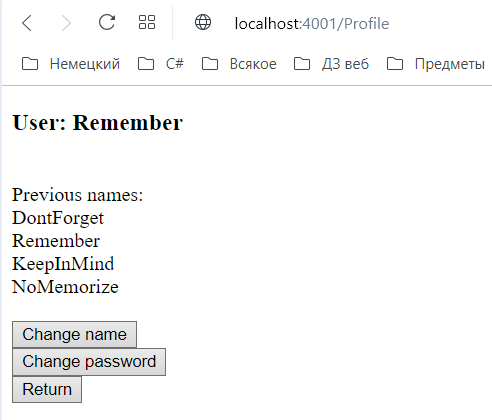 localhost:4001/Profile
Немецкий C# Всякое ДЗ веб Предметы
User: Remember
Previous names:
DontForget
Remember
KeepInMind
NoMemorize
Change name
Change password
Return